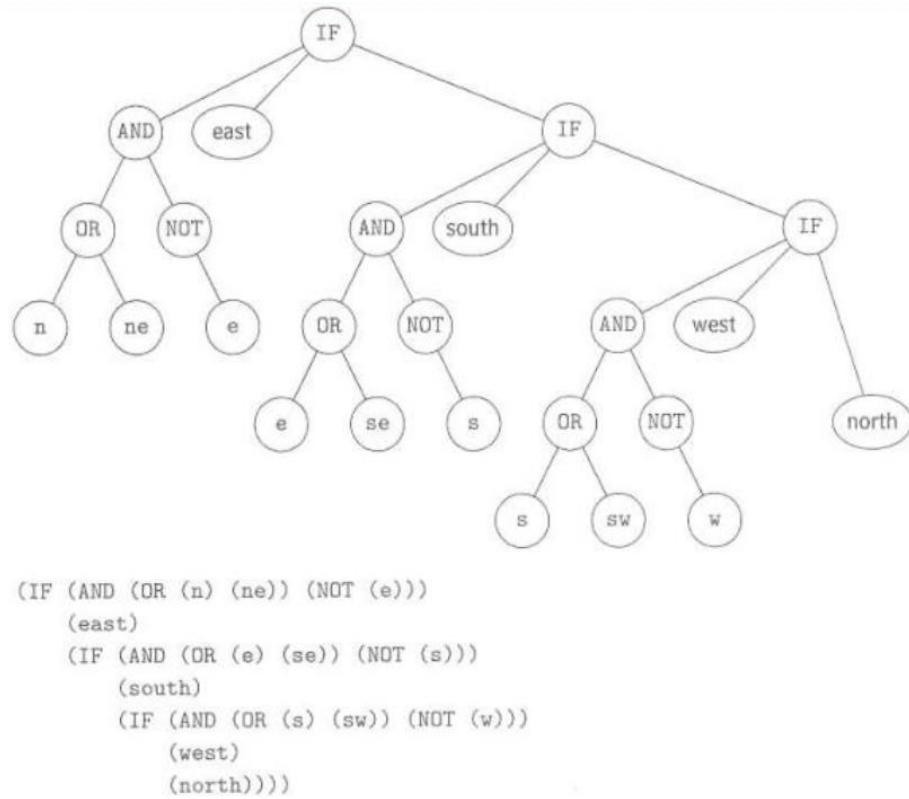 IF
AND east IF
OR NOT AND south IF
n ne e OR NOT AND west
e se s OR NOT north
s sw w
(IF (AND (OR (n) (ne)) (NOT (e)))
(east)
(IF (AND (OR (e) (se)) (NOT (s)))
(south)
(IF (AND (OR (s) (sw)) (NOT (w)))
(west)
(north))))